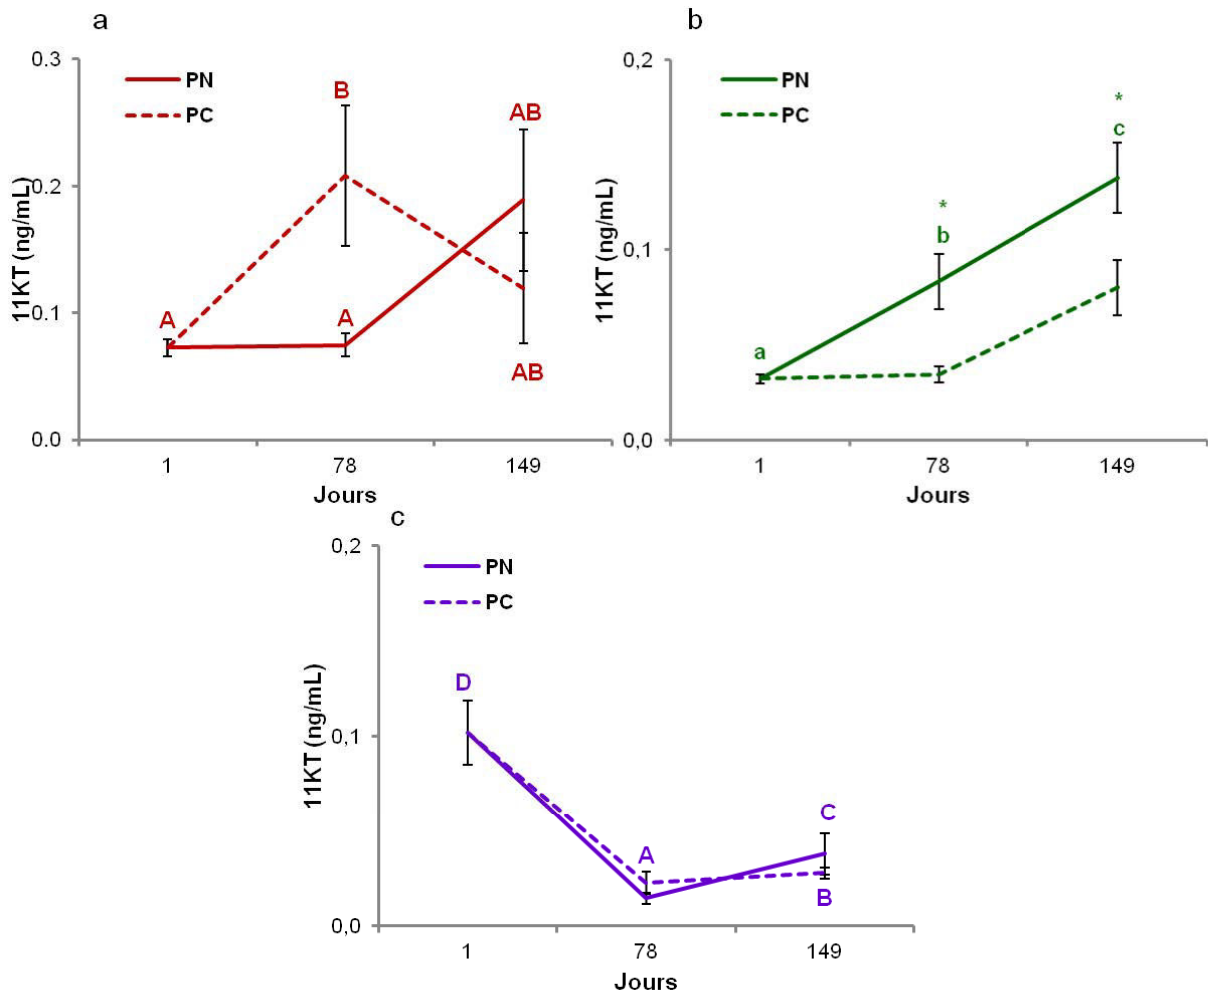 a
0.3
0.2
0.1
0.0
11KT (ng/mL)
PN
PC
A
B
A
AB
AB
1 78 149
Jours
b
0,2
0,1
0,0
11KT (ng/mL)
PN
PC
a
*
b
*
c
1 78 149
Jours
c
0,2
0,1
0,0
11KT (ng/mL)
PN
PC
D
A
C
B
1 78 149
Jours